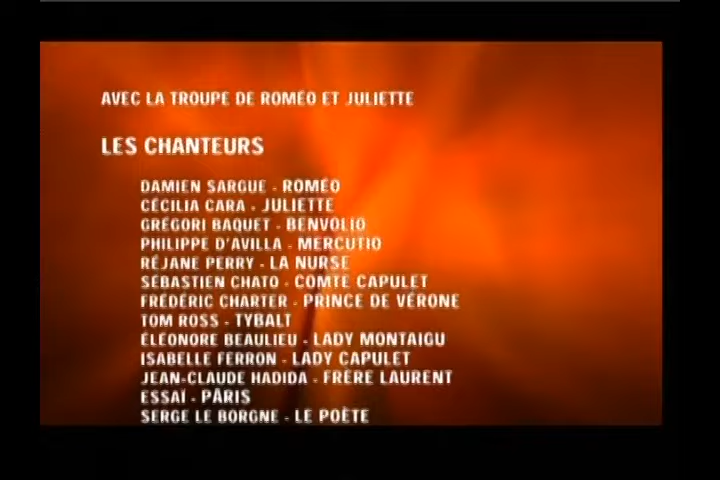 AVEC LA TROUPE DE ROMÉO ET JULIETTE
LES CHANTEURS
DAMIEN SARGUE - ROMÉO
CÉCILIA CARA - JULIETTE
GRÉGORI BAQUET - BENVOLIO
PHILIPPE D'AVILLA - MERCUTIO
RÉJANE PERRY - LA NURSE
SÉBASTIEN CHATO - COMTE CAPULET
FRÉDÉRIC CHARTER - PRINCE DE VÉRONE
TOM ROSS - TYBALT
ÉLÉONORE BEAULIEU - LADY MONTAIGU
ISABELLE FERRON - LADY CAPULET
JEAN-CLAUDE HADIDA - FRÈRE LAURENT
ESSAÏ - PÂRIS
SERGE LE BORGNE - LE POÈTE